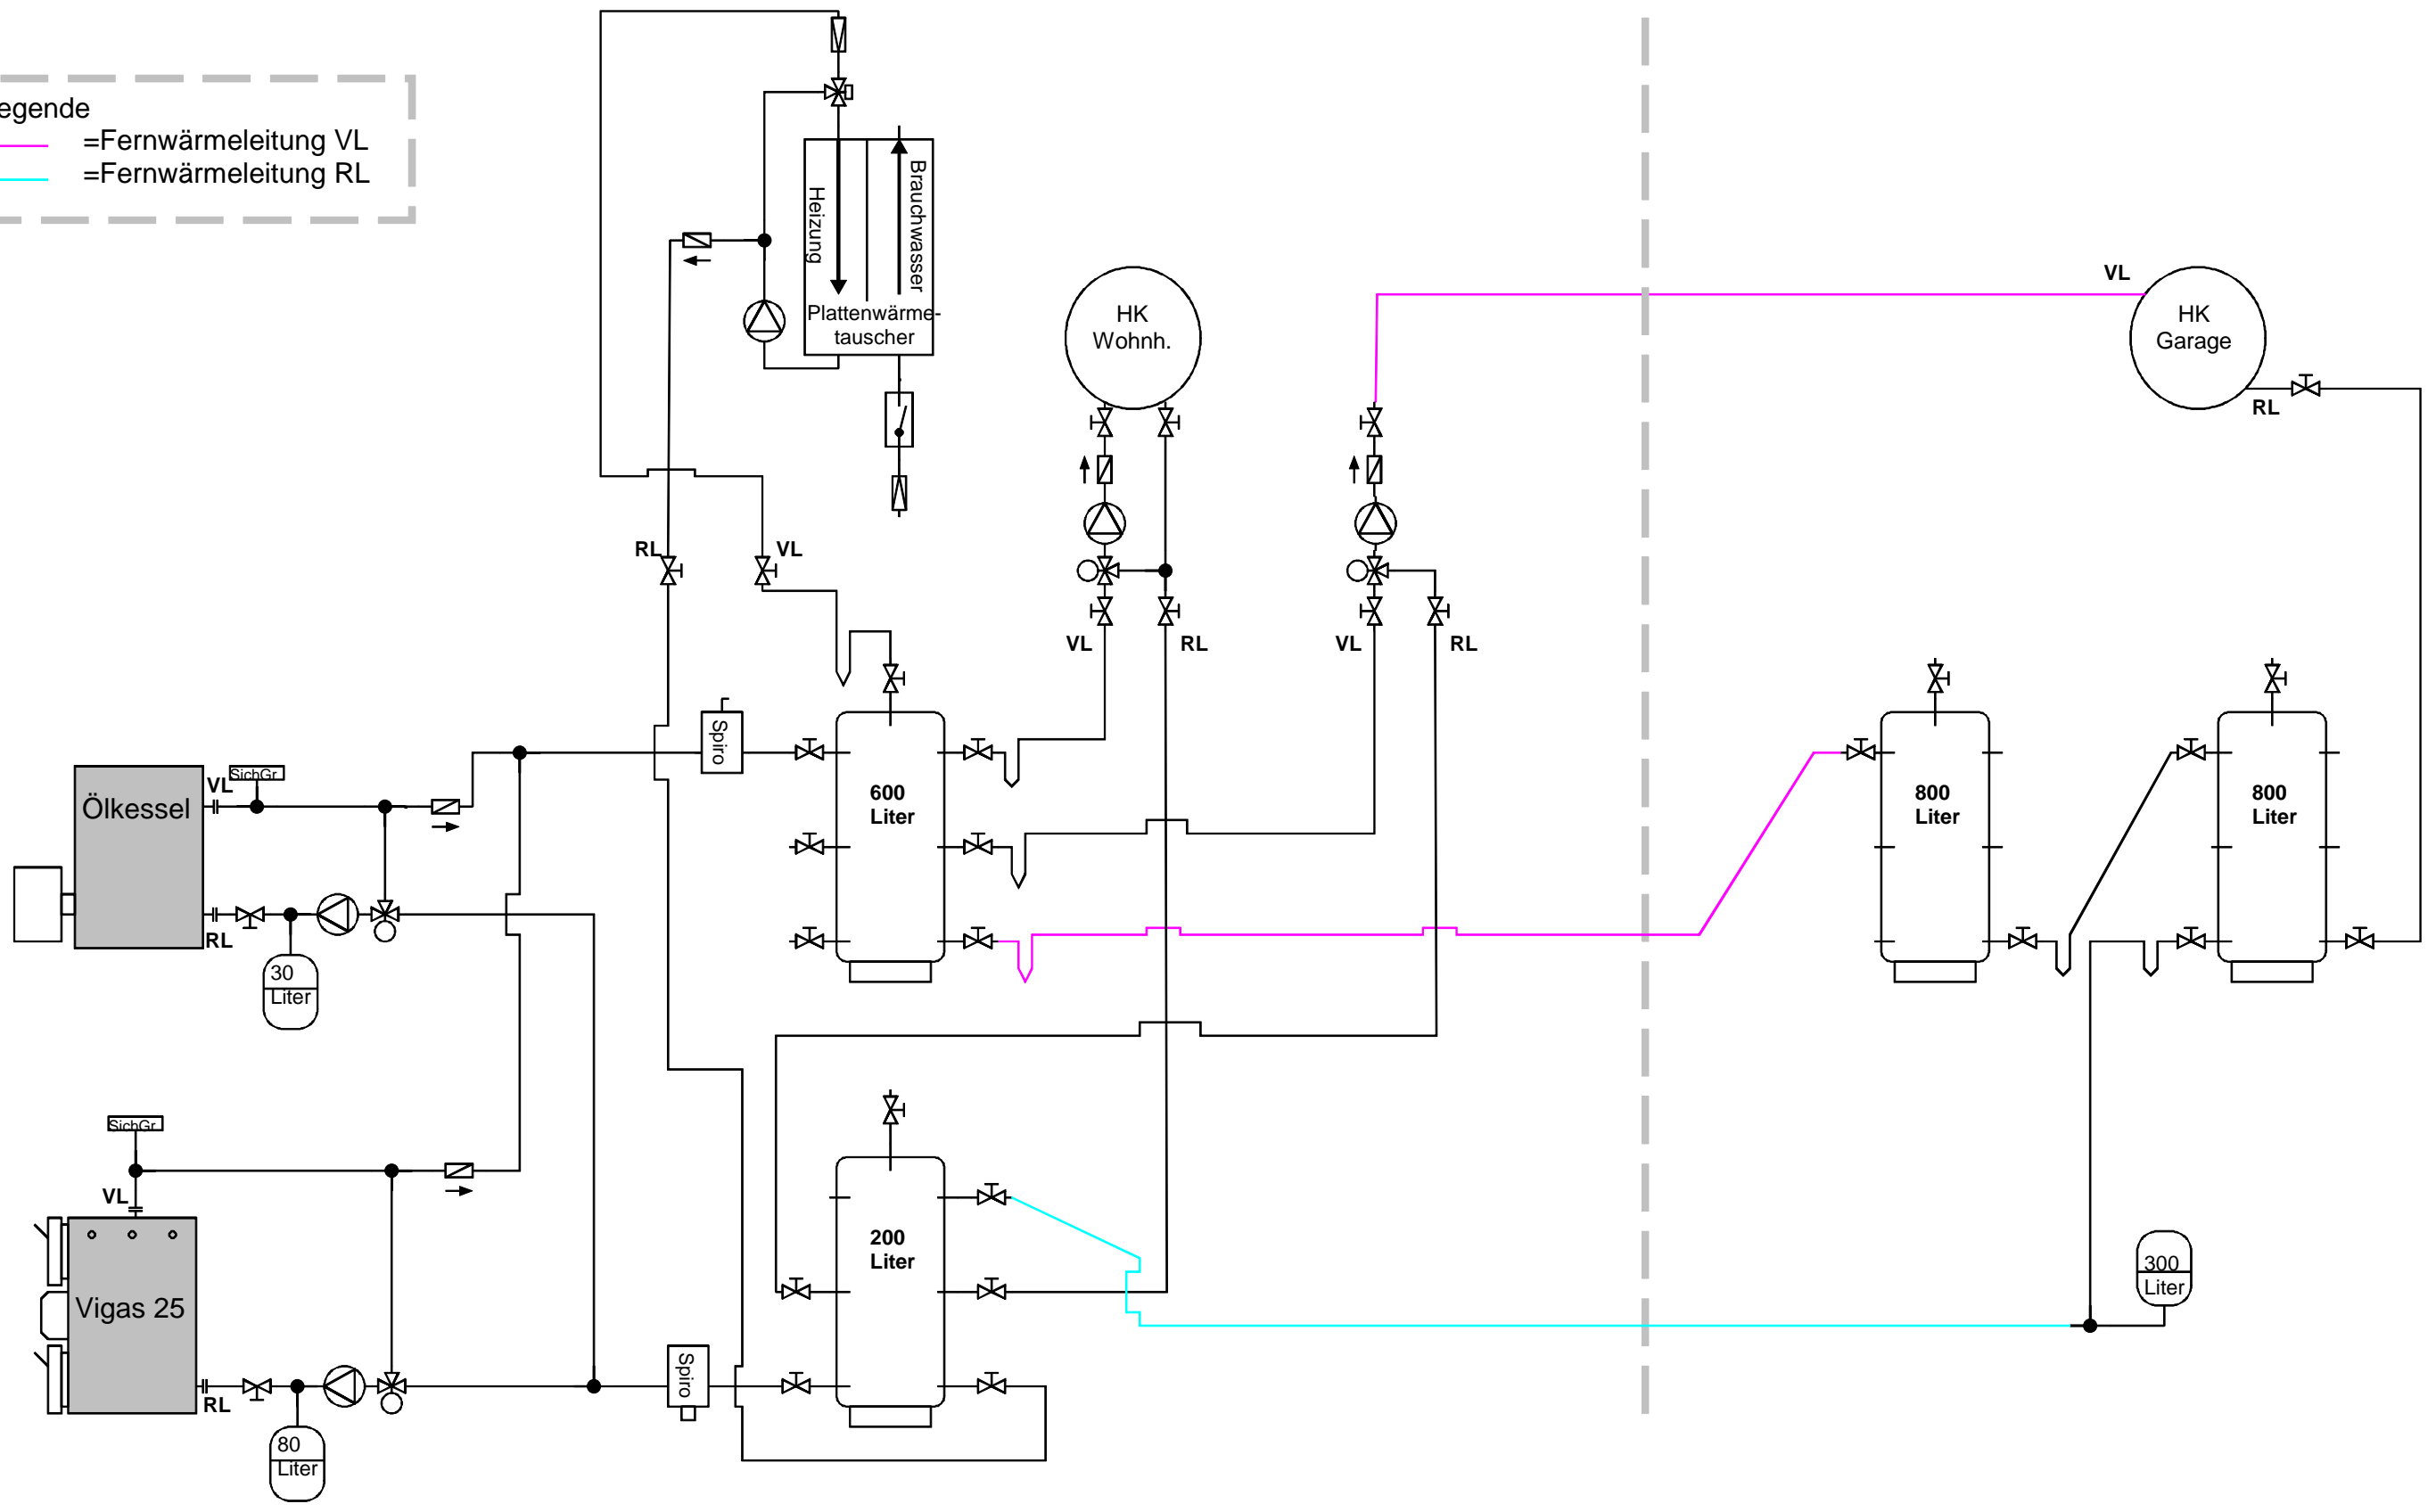 egende
=Fernwärmeleitung VL
=Fernwärmeleitung RL
Heizung
Brauchwasser
Plattenwärme-
tauscher
HK
Wohnh.
VL
HK
Garage
RL
RL
VL
VL
RL
VL
RL
Spiro
Ölkessel
VL
SichGr.
RL
30
Liter
600
Liter
800
Liter
800
Liter
SichGr.
VL
Vigas 25
RL
80
Liter
Spiro
200
Liter
300
Liter